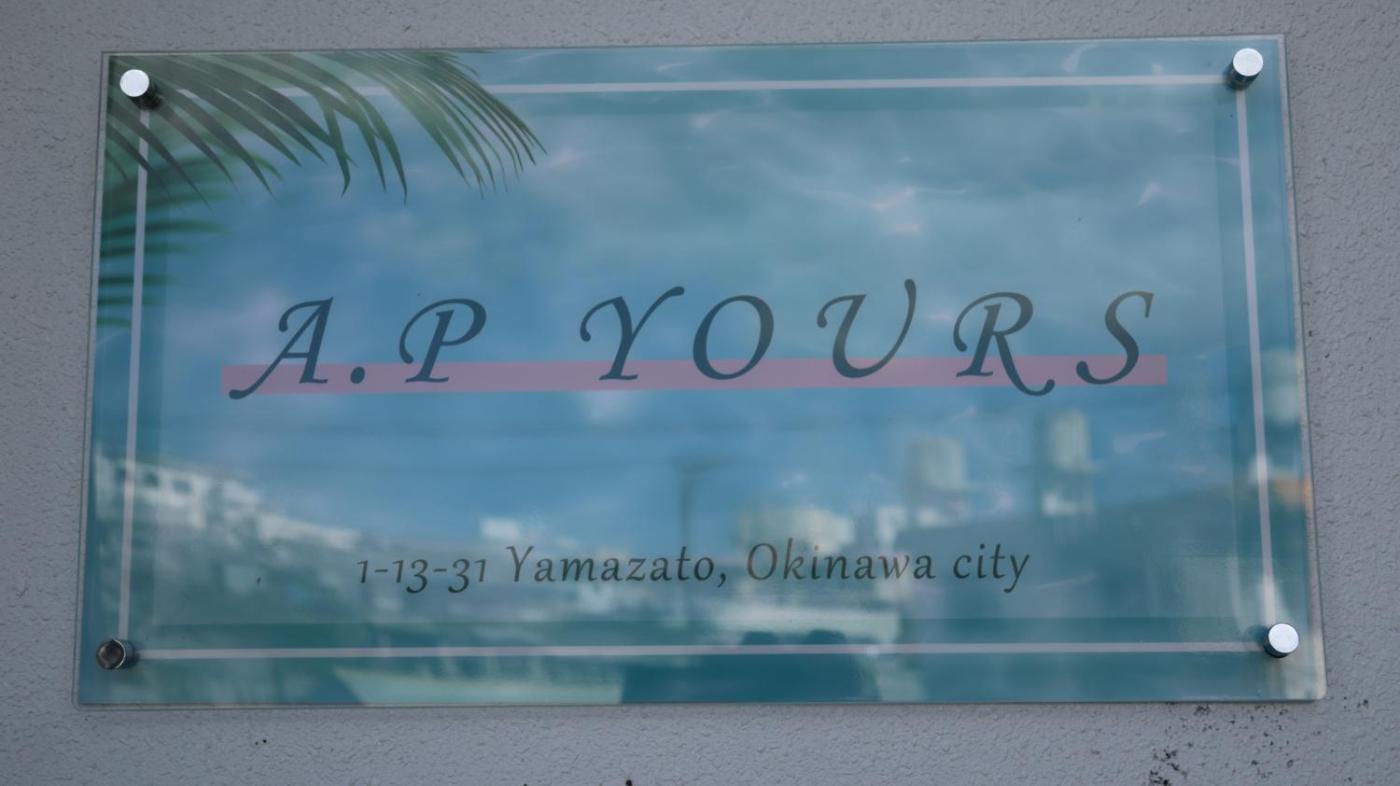 A.P YOURS
1-13-31 Yamazato, Okinawa city